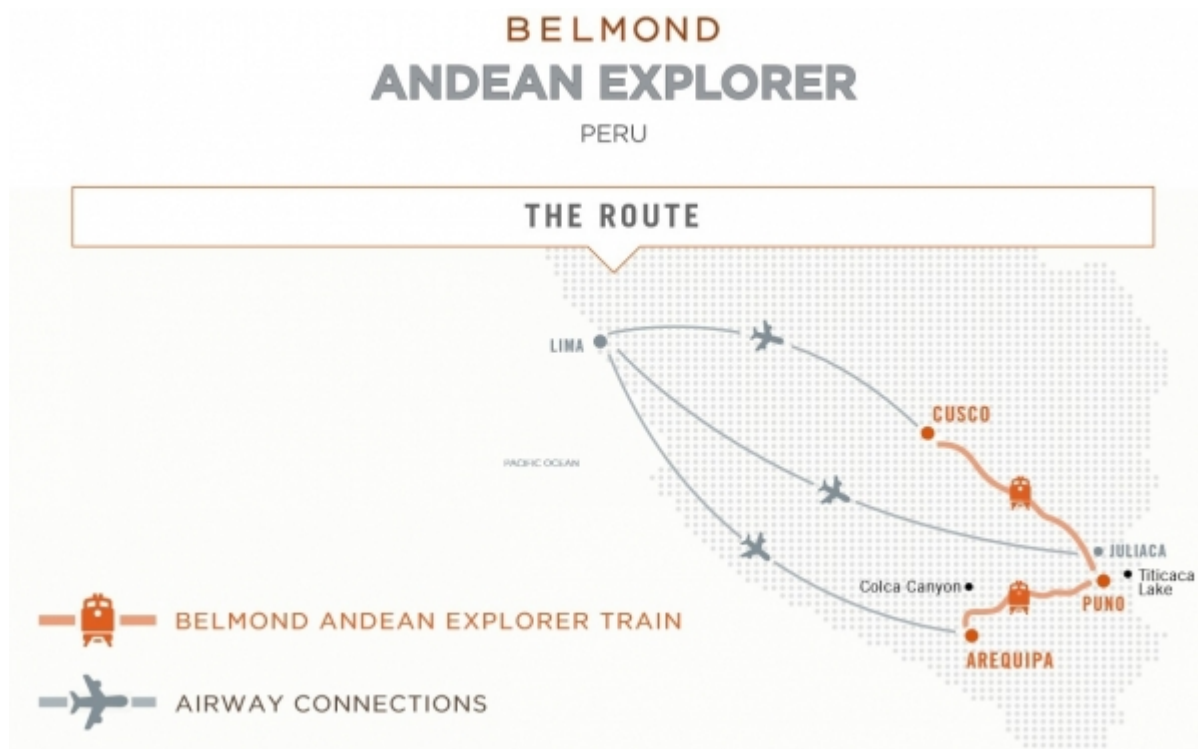 BELMOND
ANDEAN EXPLORER
PERU
THE ROUTE
LIMA
CUSCO
PACIFIC OCEAN
JULIACA
Titicaca
Lake
Colca Canyon
PUNO
AREQUIPA
BELMOND ANDEAN EXPLORER TRAIN
AIRWAY CONNECTIONS